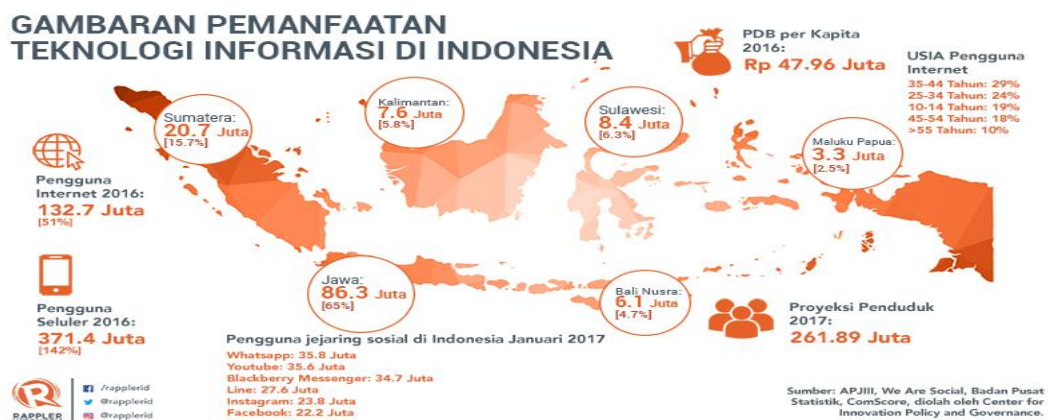 GAMBARAN PEMANFAATAN
TEKNOLOGI INFORMASI DI INDONESIA
PDB per Kapita
2016:
Rp 47.96 Juta
USIA Pengguna
Internet
35-44 Tahun: 29%
25-34 Tahun: 24%
10-14 Tahun: 19%
45-54 Tahun: 18%
>55 Tahun: 10%
Sumatera:
20.7 Juta
[15.7%]
Kalimantan:
7.6 Juta
[5.8%]
Sulawesi:
8.4 Juta
[6.3%]
Maluku Papua:
3.3 Juta
[2.5%]
Pengguna
Internet 2016:
132.7 Juta
[51%]
Jawa:
86.3 Juta
[65%]
Bali Nusra:
6.1 Juta
[4.7%]
Pengguna
Seluler 2016:
371.4 Juta
[142%]
Proyeksi Penduduk
2017:
261.89 Juta
Pengguna jejaring sosial di Indonesia Januari 2017
Whatsapp: 35.8 Juta
Youtube: 35.6 Juta
Blackberry Messenger: 34.7 Juta
Line: 27.6 Juta
Instagram: 23.8 Juta
Facebook: 22.2 Juta
R
RAPPLER
/rapplerid
@rapplerid
@rapplerid
Sumber: APJIII, We Are Social, Badan Pusat
Statistik, ComScore, diolah oleh Center for
Innovation Policy and Governance.